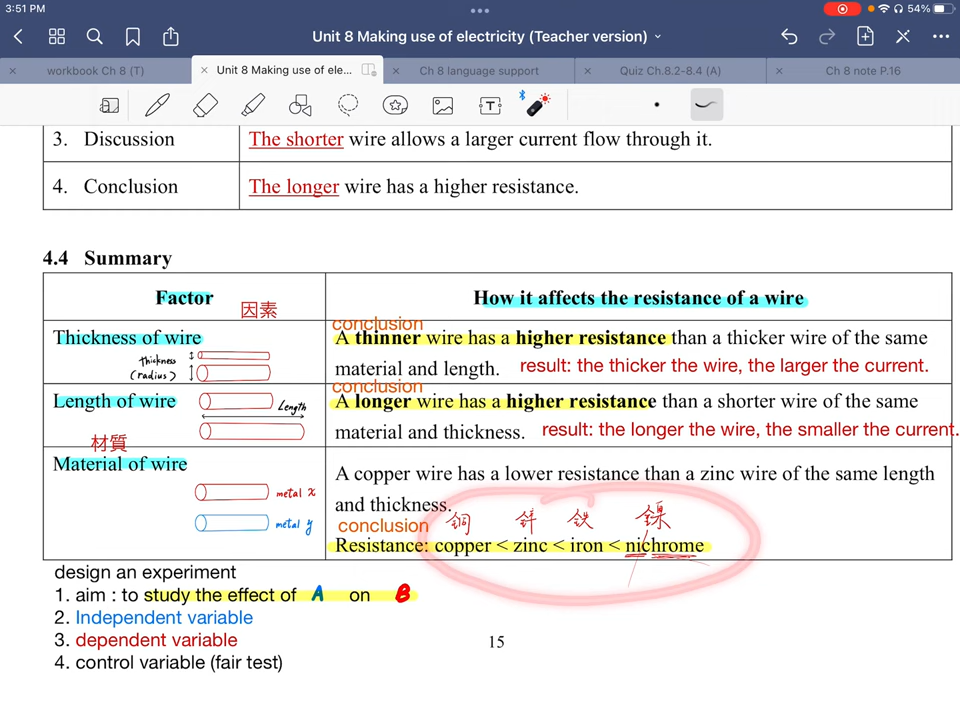 3:51 PM
54%
Unit 8 Making use of electricity (Teacher version)
workbook Ch 8 (T)
Unit 8 Making use of ele...
Ch 8 language support
Quiz Ch.8.2-8.4 (A)
Ch 8 note P.16
3. Discussion
The shorter wire allows a larger current flow through it.
4. Conclusion
The longer wire has a higher resistance.
4.4 Summary
Factor
因素
How it affects the resistance of a wire
Thickness of wire
thickness
(radius)
conclusion
A thinner wire has a higher resistance than a thicker wire of the same
material and length. result: the thicker the wire, the larger the current.
Length of wire
Length
conclusion
A longer wire has a higher resistance than a shorter wire of the same
material and thickness. result: the longer the wire, the smaller the current.
材質
Material of wire
metal x
metal y
A copper wire has a lower resistance than a zinc wire of the same length
and thickness.
conclusion 銅 鋅 鉄 鎳
Resistance: copper < zinc < iron < nichrome
design an experiment
1. aim : to study the effect of A on B
2. Independent variable
3. dependent variable
4. control variable (fair test)
15